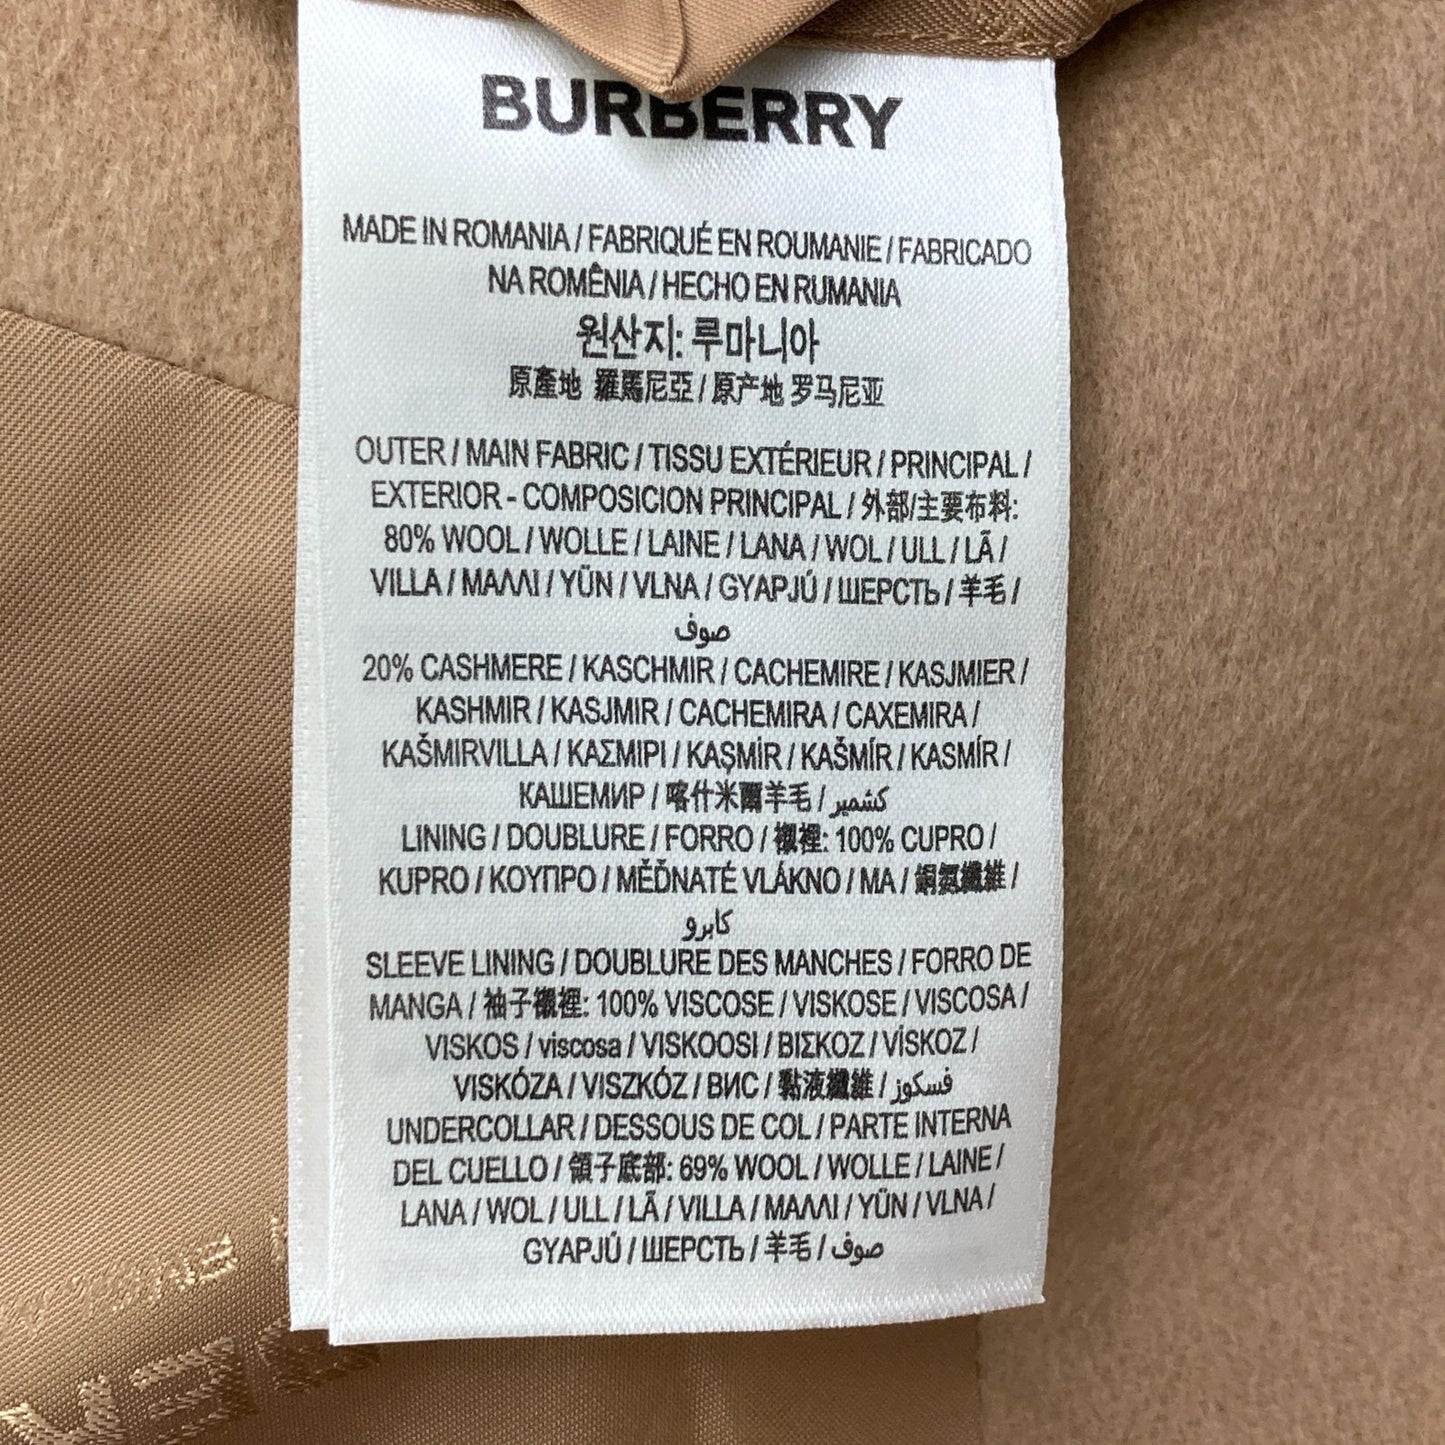 BURBERRY
MADE IN ROMANIA / FABRIQUÉ EN ROUMANIE / FABRICADO
NA ROMÊNIA / HECHO EN RUMANIA
원산지: 루마니아
原產地 羅馬尼亞 / 原产地 罗马尼亚
OUTER / MAIN FABRIC / TISSU EXTÉRIEUR / PRINCIPAL /
EXTERIOR - COMPOSICION PRINCIPAL / 外部/主要布料:
80% WOOL / WOLLE / LAINE / LANA / WOL / ULL / LÃ /
VILLA / ΜΑΛΛΙ / YÜN / VLNA / GYAPJÚ / ШЕРСТЬ / 羊毛 /
صوف
20% CASHMERE / KASCHMIR / CACHEMIRE / KASJMIER /
KASHMIR / KASJMIR / CACHEMIRA / CAXEMIRA /
KAŠMIRVILLA / ΚΑΣΜΙΡΙ / KAŞMİR / KAŠMÍR / KASMÍR /
КАШЕМИР / 喀什米爾羊毛 / كشمير
LINING / DOUBLURE / FORRO / 襯裡: 100% CUPRO /
KUPRO / ΚΟΥΠΡΟ / MĚĎNATÉ VLÁKNO / MA / 銅氨纖維 /
كابرو
SLEEVE LINING / DOUBLURE DES MANCHES / FORRO DE
MANGA / 袖子襯裡: 100% VISCOSE / VISKOSE / VISCOSA /
VISKOS / viscosa / VISKOOSI / ΒΙΣΚΟΖ / VİSKOZ /
VISKÓZA / VISZKÓZ / ВИС / 黏液纖維 / فسكوز
UNDERCOLLAR / DESSOUS DE COL / PARTE INTERNA
DEL CUELLO / 領子底部: 69% WOOL / WOLLE / LAINE /
LANA / WOL / ULL / LÃ / VILLA / ΜΑΛΛΙ / YÜN / VLNA /
GYAPJÚ / ШЕРСТЬ / 羊毛 / صوف